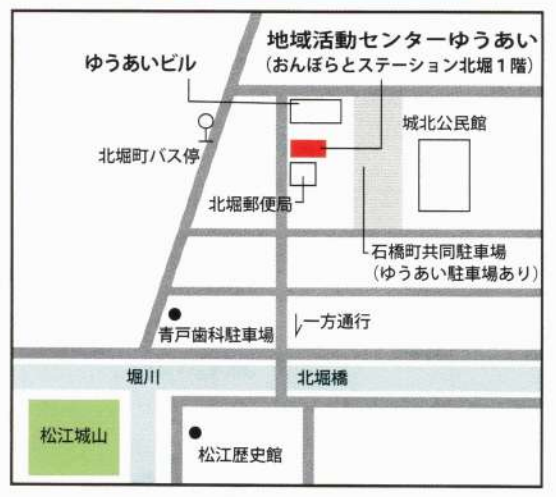 地域活動センターゆうあい
(おんぼらとステーション北堀1階)
ゆうあいビル
城北公民館
北堀町バス停
北堀郵便局
石橋町共同駐車場
(ゆうあい駐車場あり)
一方通行
青戸歯科駐車場
堀川
北堀橋
松江城山
松江歴史館